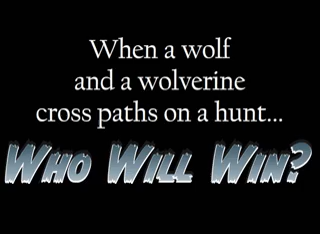 When a wolf
and a wolverine
cross paths on a hunt...
WHO WILL WIN?